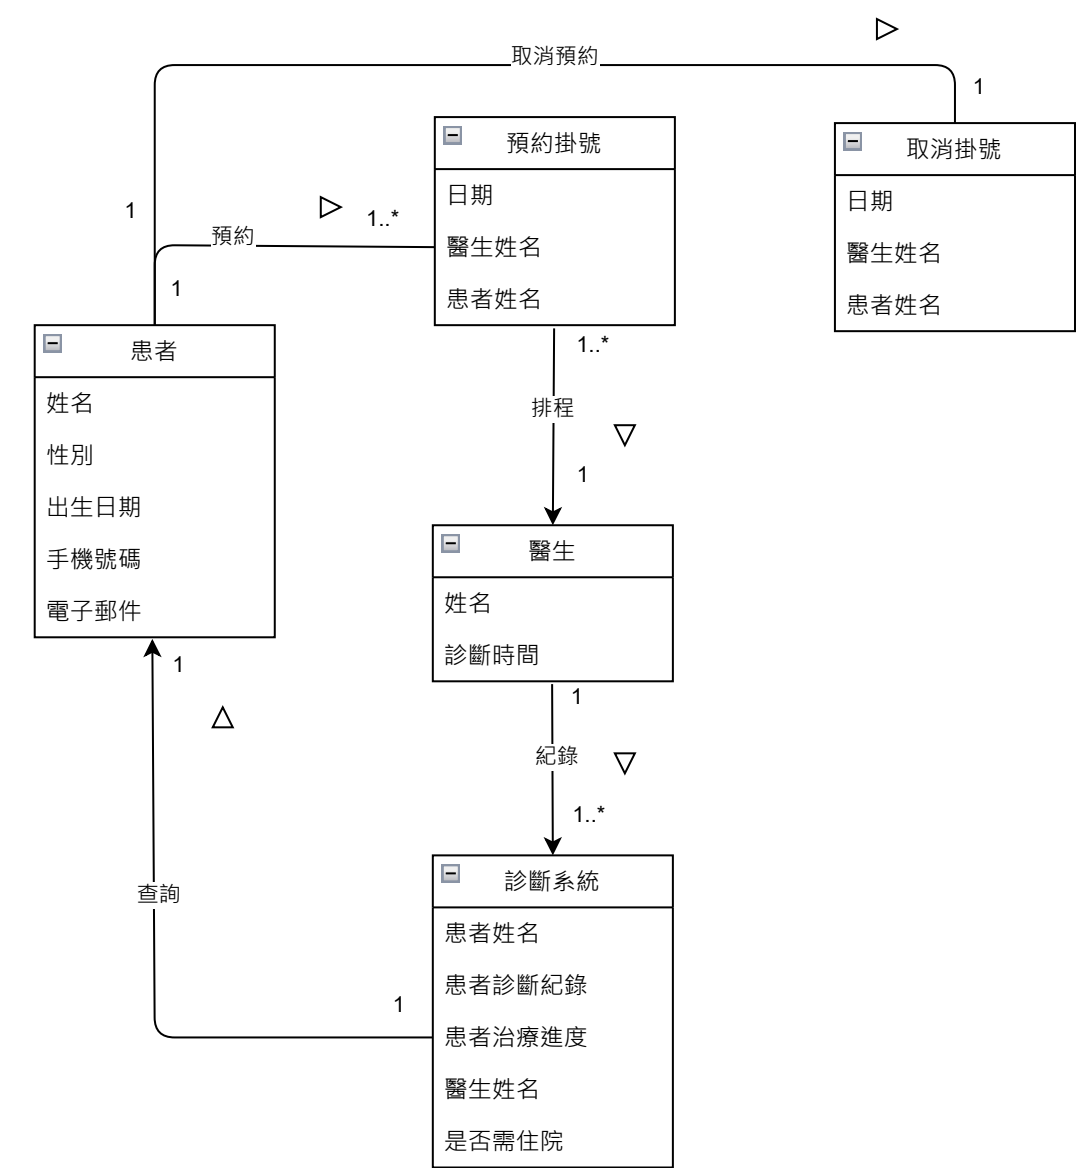 取消預約
1
預約掛號
取消掛號
日期
醫生姓名
患者姓名
日期
醫生姓名
患者姓名
1
預約
1..*
1
患者
姓名
性別
出生日期
手機號碼
電子郵件
1..*
排程
1
醫生
姓名
診斷時間
1
1
紀錄
1..*
診斷系統
患者姓名
患者診斷紀錄
患者治療進度
醫生姓名
是否需住院
查詢
1